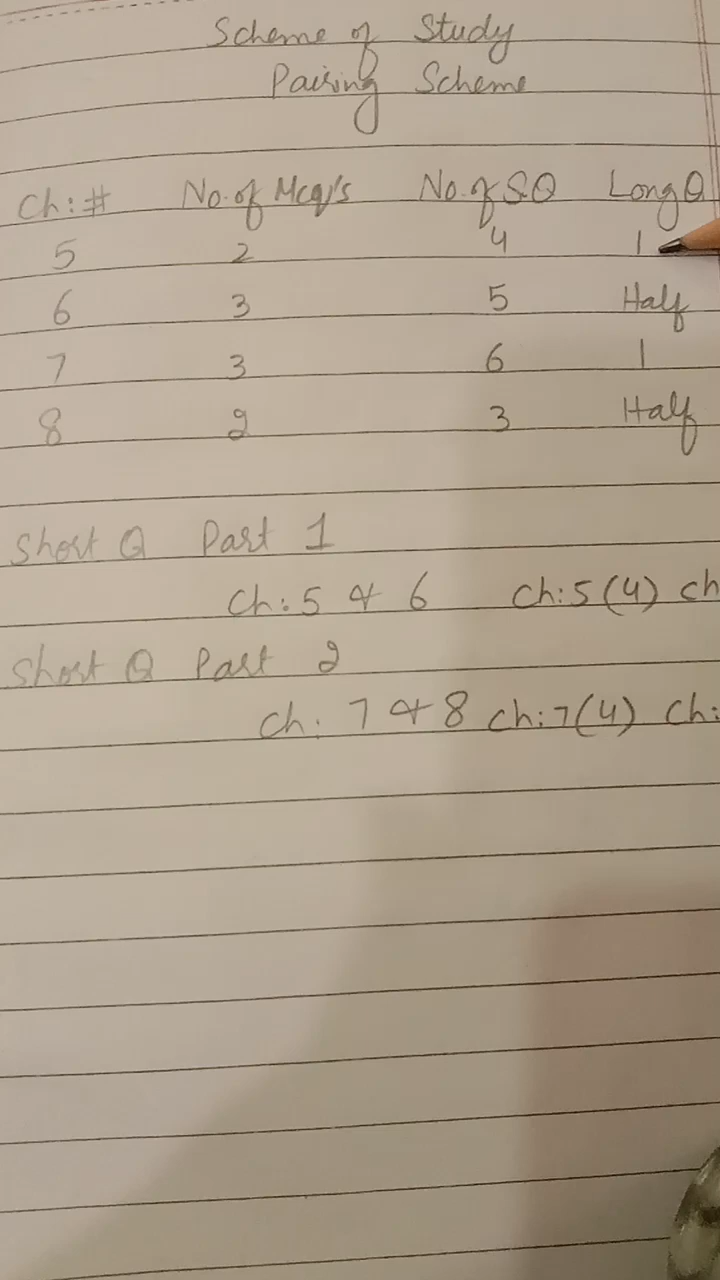 Scheme of Study
Pairing Scheme
Ch:# No. of Mcq's No. of S.Q Long Q
5 2 4 1
6 3 5 Half
7 3 6 1
8 2 3 Half
Short Q Part 1
Ch: 5 & 6 Ch: 5 (4) ch
Short Q Part 2
Ch: 7 & 8 Ch: 7 (4) Ch: